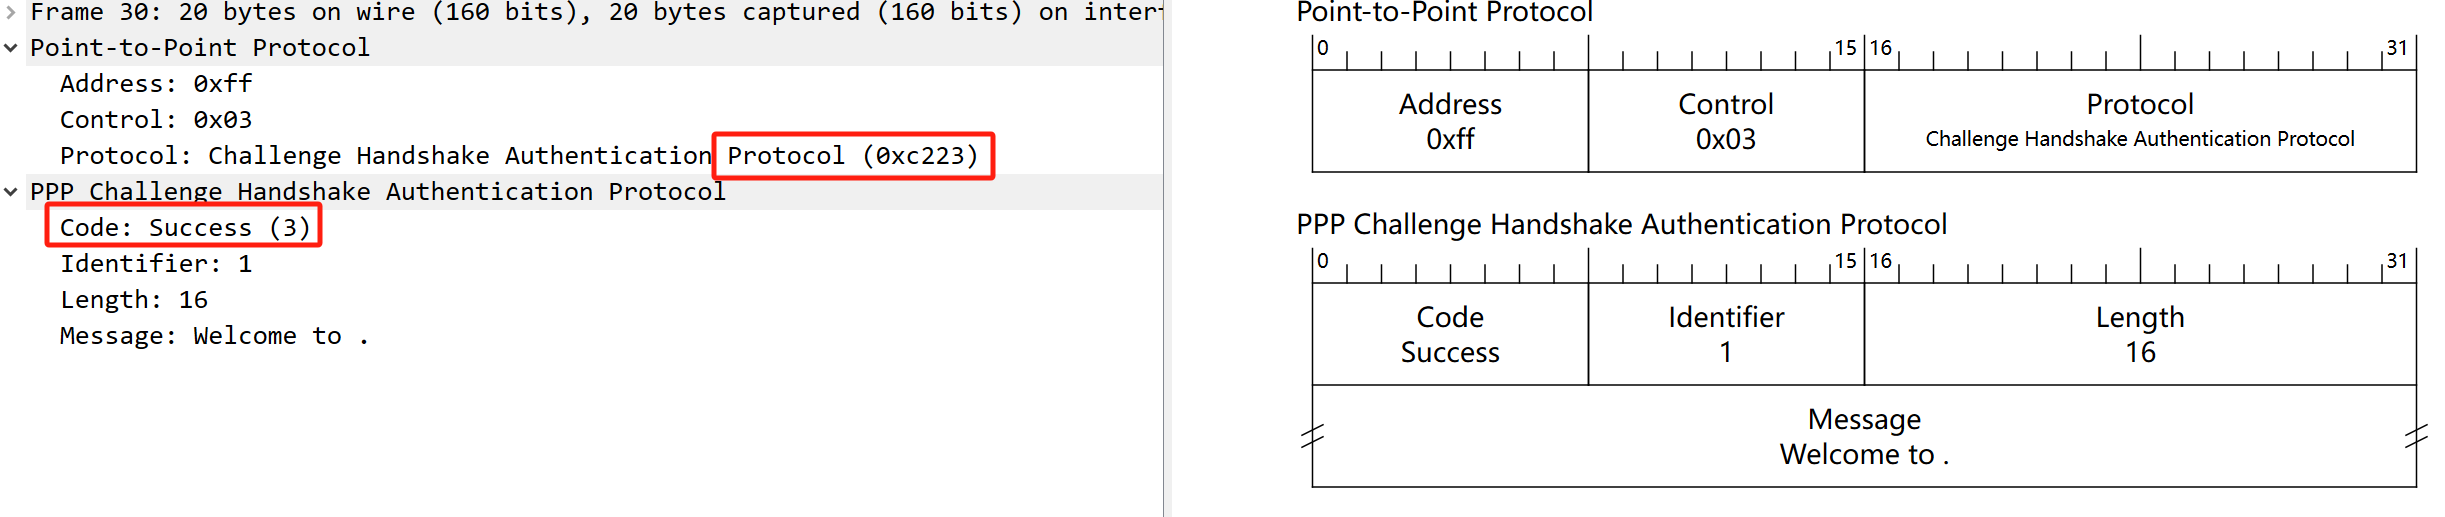 Frame 30: 20 bytes on wire (160 bits), 20 bytes captured (160 bits) on
Point-to-Point Protocol
Address: 0xff
Control: 0x03
Protocol: Challenge Handshake Authentication Protocol (0xc223)
PPP Challenge Handshake Authentication Protocol
Code: Success (3)
Identifier: 1
Length: 16
Message: Welcome to .
Point-to-Point Protocol
0 15 16 31
Address Control Protocol
0xff 0x03 Challenge Handshake Authentication Protocol
PPP Challenge Handshake Authentication Protocol
0 15 16 31
Code Identifier Length
Success 1 16
Message
Welcome to .